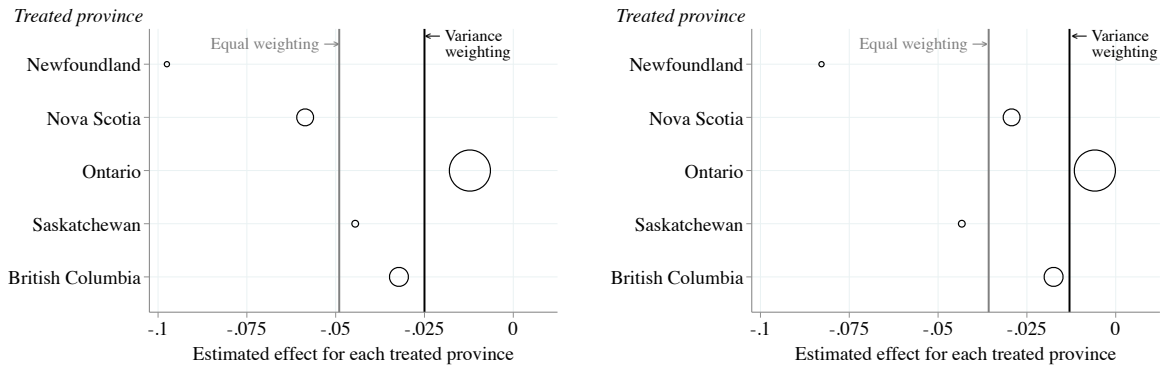 Treated province
Equal weighting
Variance
weighting
Newfoundland
Nova Scotia
Ontario
Saskatchewan
British Columbia
-.1 -.075 -.05 -.025 0
Estimated effect for each treated province
Treated province
Equal weighting
Variance
weighting
Newfoundland
Nova Scotia
Ontario
Saskatchewan
British Columbia
-.1 -.075 -.05 -.025 0
Estimated effect for each treated province